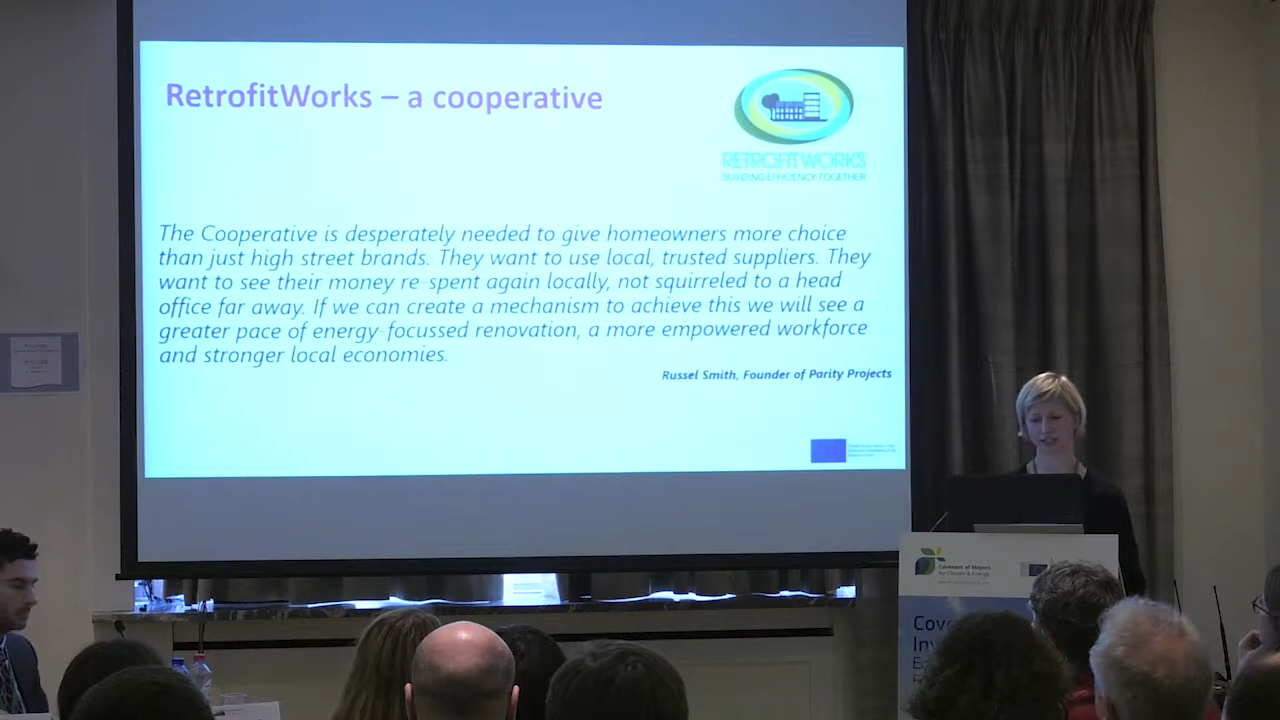 RetrofitWorks – a cooperative
RETROFITWORKS
BUILDING EFFICIENCY TOGETHER
The Cooperative is desperately needed to give homeowners more choice
than just high street brands. They want to use local, trusted suppliers. They
want to see their money re-spent again locally, not squirreled to a head
office far away. If we can create a mechanism to achieve this we will see a
greater pace of energy-focussed renovation, a more empowered workforce
and stronger local economies.
Russel Smith, Founder of Parity Projects
Covenant of Mayors
for Climate & Energy
Cove
Inv